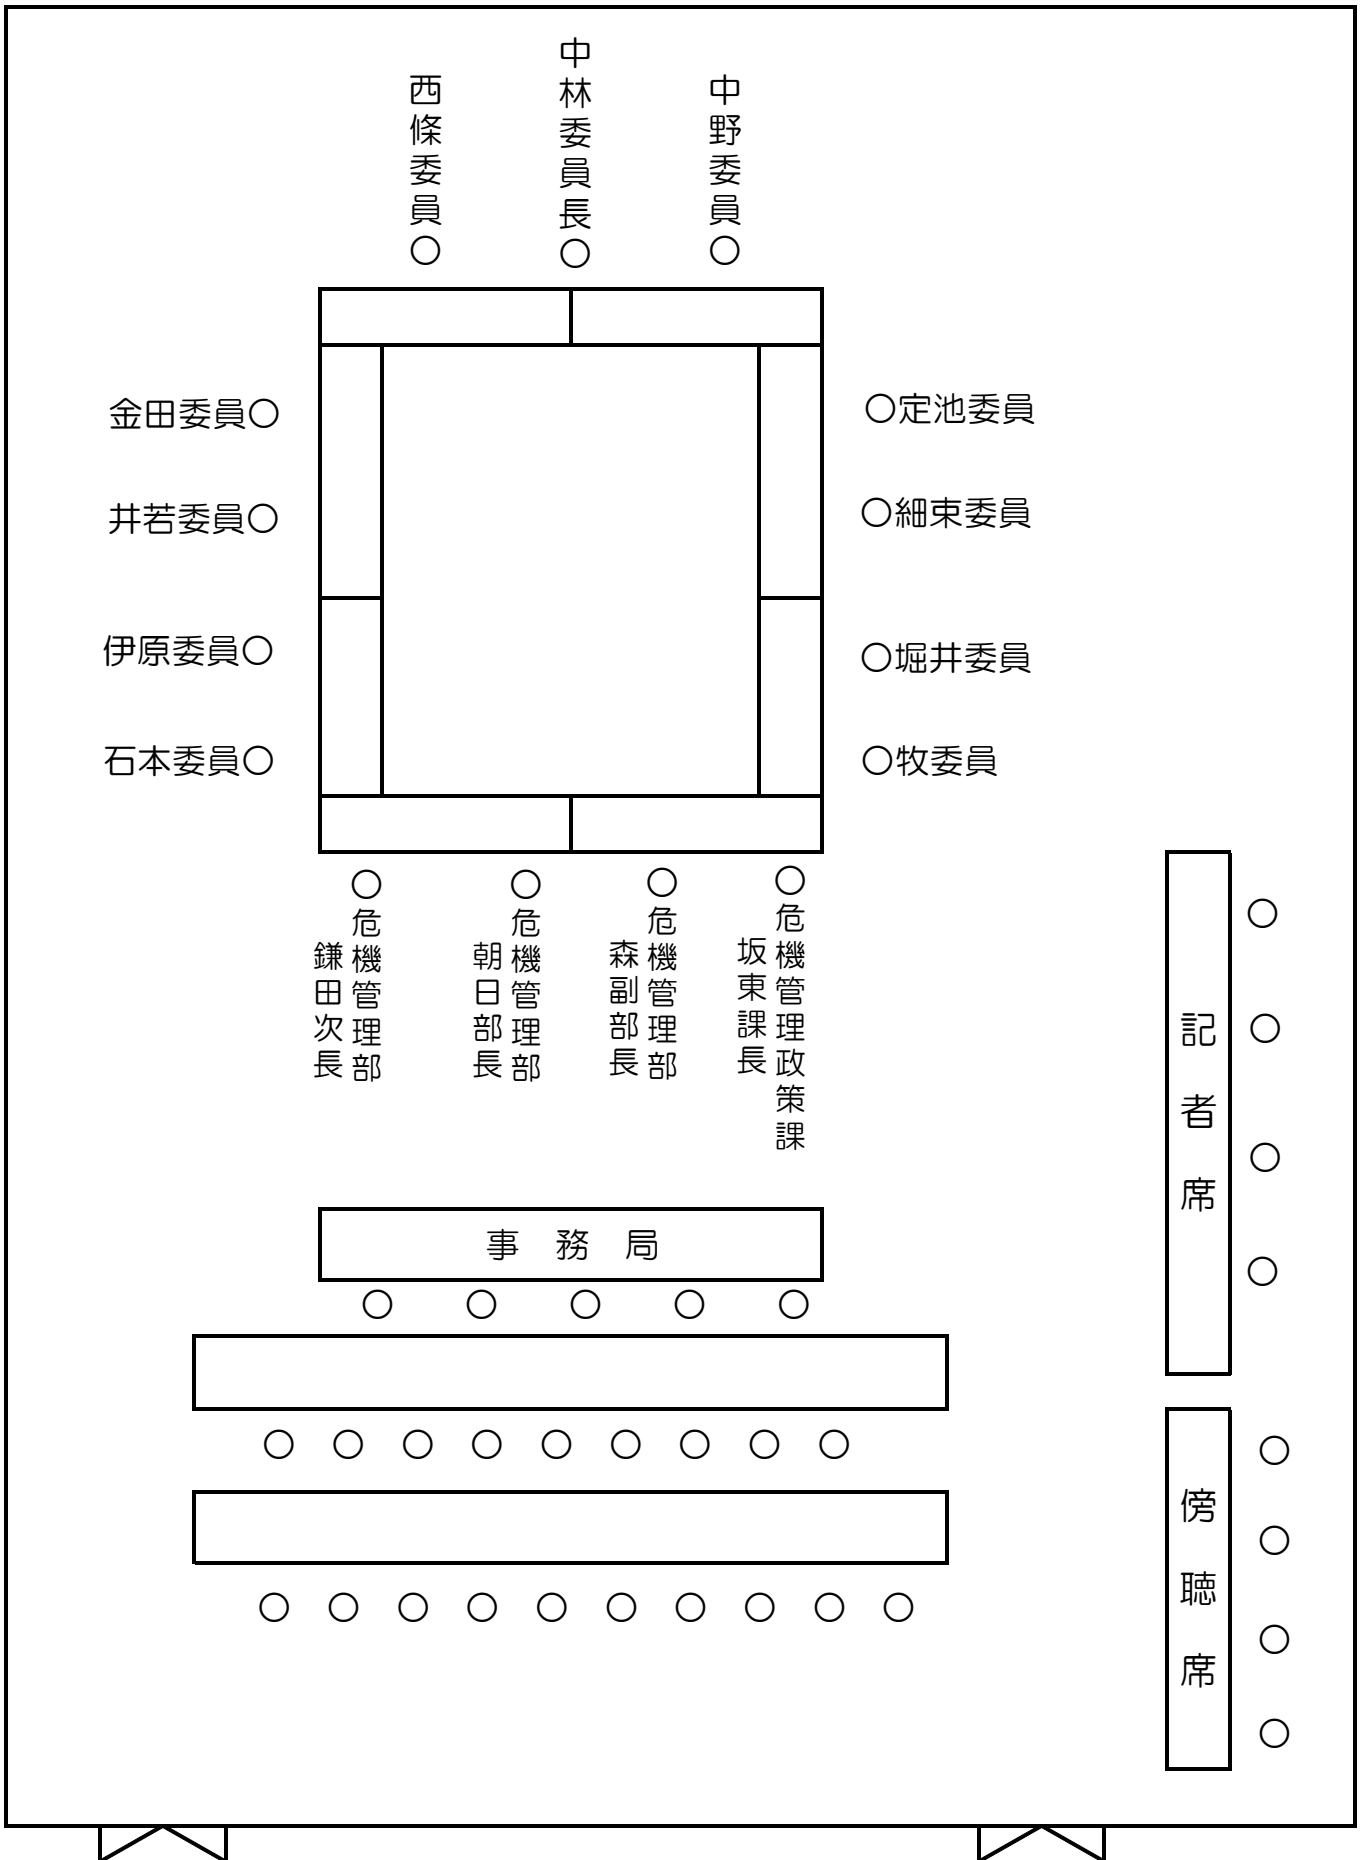 西條委員○
中林委員長○
中野委員○
金田委員○
○定池委員
井若委員○
○細束委員
伊原委員○
○堀井委員
石本委員○
○牧委員
○危機管理部
鎌田次長
○危機管理部
朝日部長
○危機管理部
森副部長
○危機管理政策課
坂東課長
事 務 局
○ ○ ○ ○ ○
○ ○ ○ ○ ○ ○ ○ ○ ○
○ ○ ○ ○ ○ ○ ○ ○ ○ ○
記 者 席
○ ○ ○ ○
傍 聴 席
○ ○ ○ ○